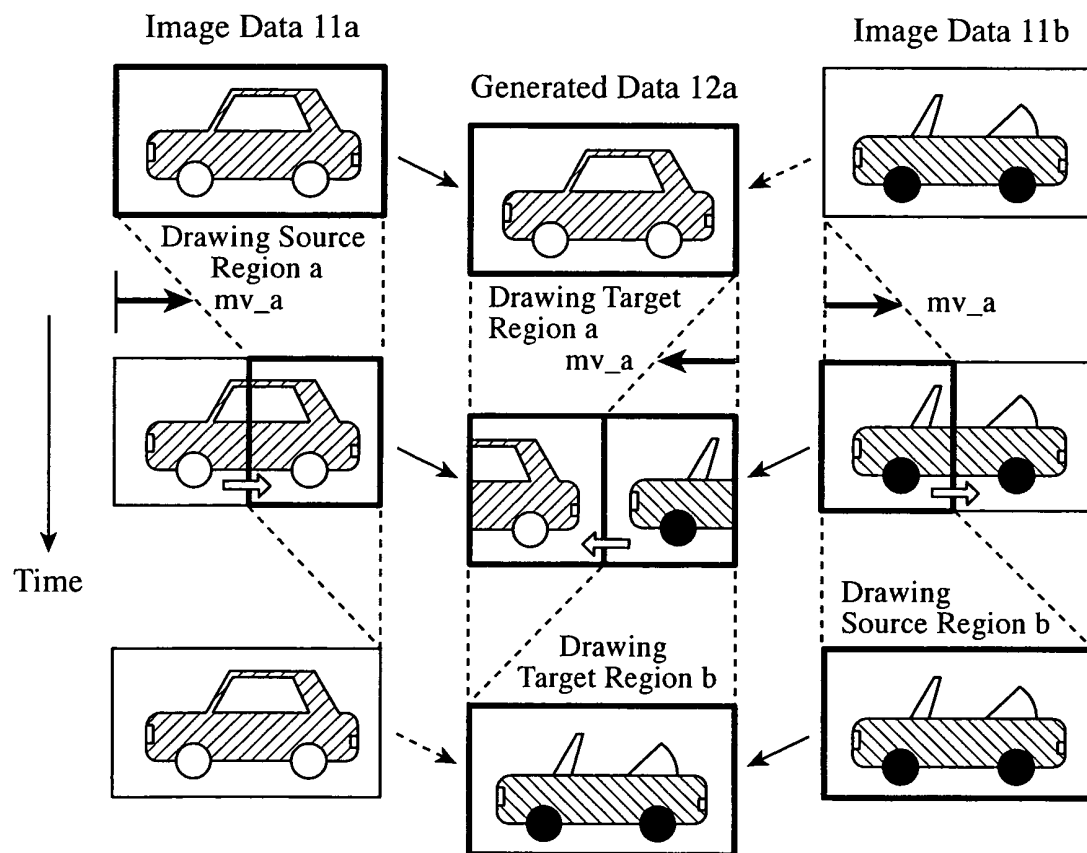 Image Data 11a
Generated Data 12a
Image Data 11b
Drawing Source
Region a
mv_a
Drawing Target
Region a
mv_a
mv_a
Time
Drawing
Target Region b
Drawing
Source Region b